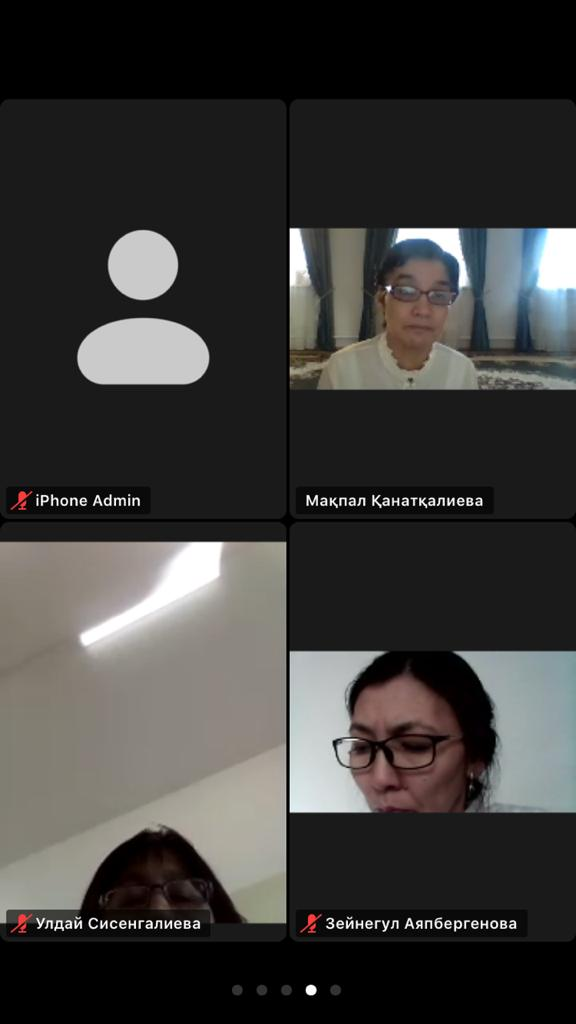 iPhone Admin
Мақпал Қанатқалиева
Улдай Сисенгалиева
Зейнегул Аяпбергенова